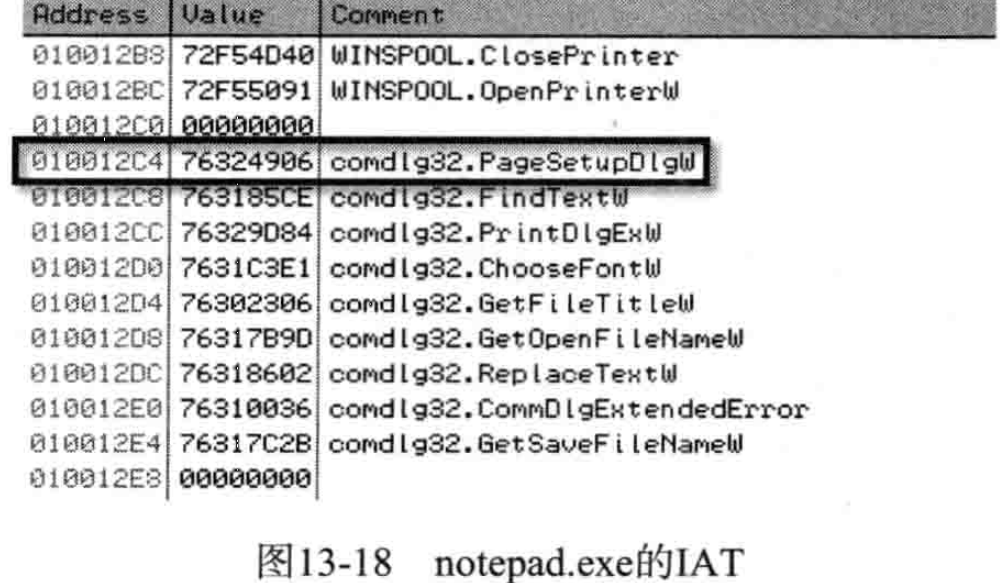 Address Value Comment
010012B8 72F54D40 WINSPOOL.ClosePrinter
010012BC 72F55091 WINSPOOL.OpenPrinterW
010012C0 00000000
010012C4 76324906 comdlg32.PageSetupDlgW
010012C8 763185CE comdlg32.FindTextW
010012CC 76329D84 comdlg32.PrintDlgExW
010012D0 7631C3E1 comdlg32.ChooseFontW
010012D4 76302306 comdlg32.GetFileTitleW
010012D8 76317B9D comdlg32.GetOpenFileNameW
010012DC 76318602 comdlg32.ReplaceTextW
010012E0 76310036 comdlg32.CommDlgExtendedError
010012E4 76317C2B comdlg32.GetSaveFileNameW
010012E8 00000000
图13-18 notepad.exe的IAT